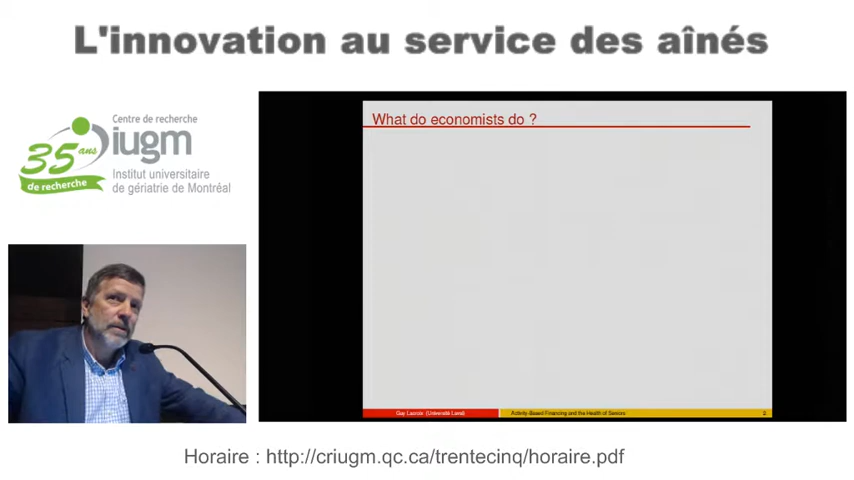 L'innovation au service des aînés
Centre de recherche
iugm
35 ans
de recherche
Institut universitaire
de gériatrie de Montréal
What do economists do ?
Guy Lacroix (Université Laval)
Activity-Based Financing and the Health of Seniors
2
Horaire : http://criugm.qc.ca/trentecinq/horaire.pdf